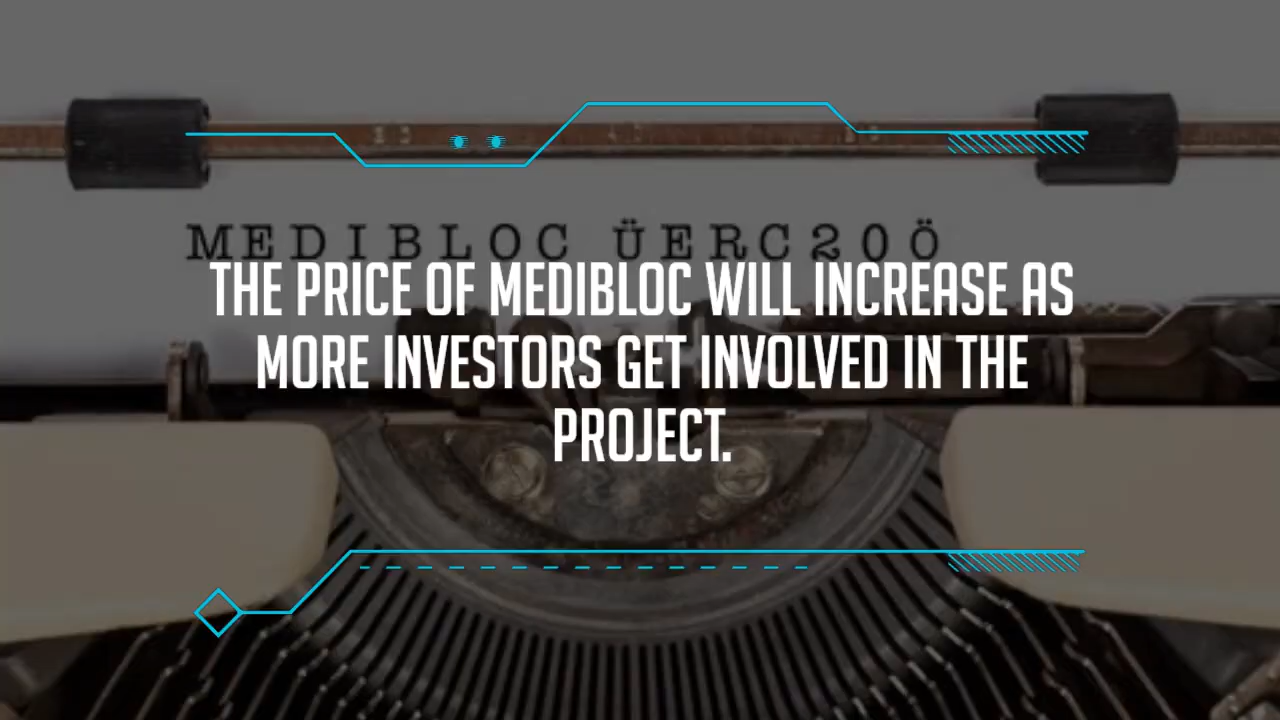 MEDIBLOC ÜERC20Ö
THE PRICE OF MEDIBLOC WILL INCREASE AS
MORE INVESTORS GET INVOLVED IN THE
PROJECT.